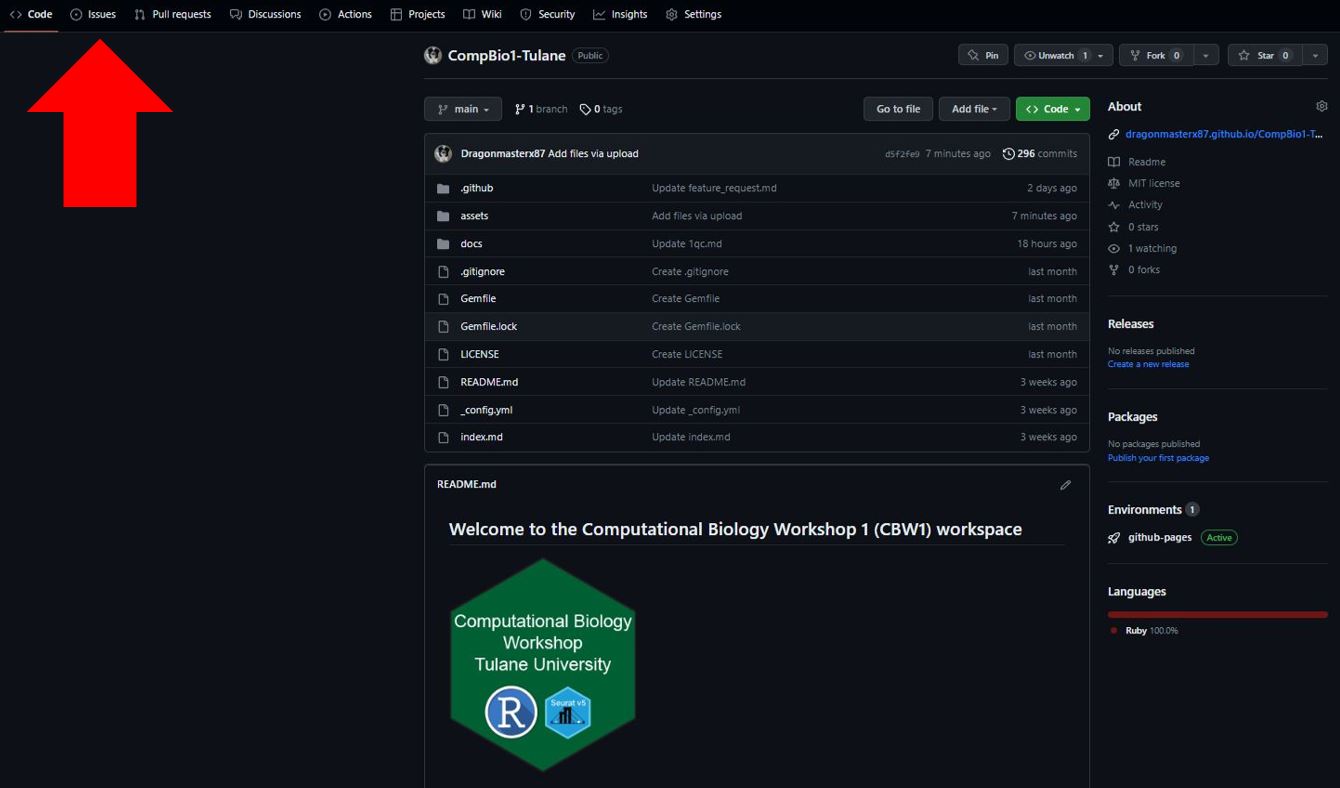 Code Issues Pull requests Discussions Actions Projects Wiki Security Insights Settings
CompBio1-Tulane Public Pin Unwatch 1 Fork 0 Star 0
main 1 branch 0 tags Go to file Add file Code
Dragonmasterx87 Add files via upload d5f2fe9 7 minutes ago 296 commits
.github Update feature_request.md 2 days ago
assets Add files via upload 7 minutes ago
docs Update 1qc.md 18 hours ago
.gitignore Create .gitignore last month
Gemfile Create Gemfile last month
Gemfile.lock Create Gemfile.lock last month
LICENSE Create LICENSE last month
README.md Update README.md 3 weeks ago
_config.yml Update _config.yml 3 weeks ago
index.md Update index.md 3 weeks ago
README.md
Welcome to the Computational Biology Workshop 1 (CBW1) workspace
Computational Biology
Workshop
Tulane University
R
Seurat v5
About
dragonmasterx87.github.io/CompBio1-T...
Readme
MIT license
Activity
0 stars
1 watching
0 forks
Releases
No releases published
Create a new release
Packages
No packages published
Publish your first package
Environments 1
github-pages Active
Languages
Ruby 100.0%